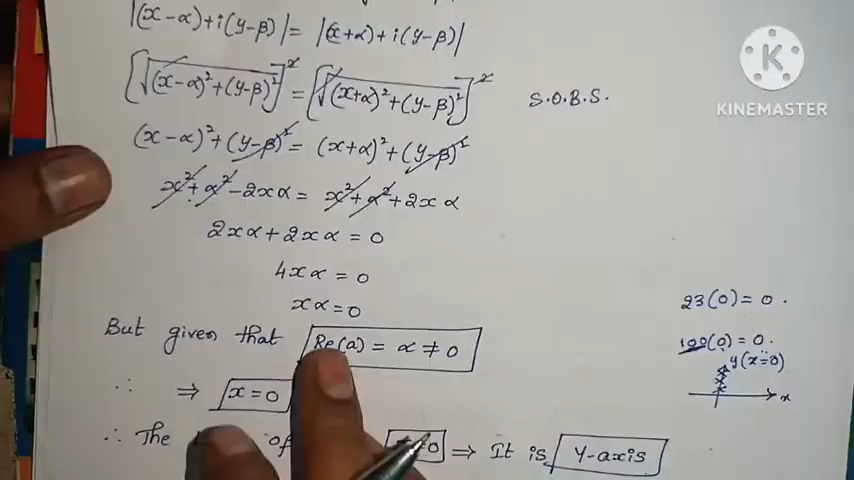 |(x-α)+i(y-β)| = |(x+α)+i(y-β)|
[√(x-α)²+(y-β)²]² = [√(x+α)²+(y-β)²]² S.O.B.S.
(x-α)²+(y-β)² = (x+α)²+(y-β)²
x²+α²-2xα = x²+α²+2xα
2xα+2xα = 0
4xα = 0
xα=0
But given that Re(a) = α ≠ 0
∴ ⇒ x=0
∴ The of =0 ⇒ It is Y-axis
23(0) = 0.
100(0) = 0.
y(x=0)
x
K
KINEMASTER